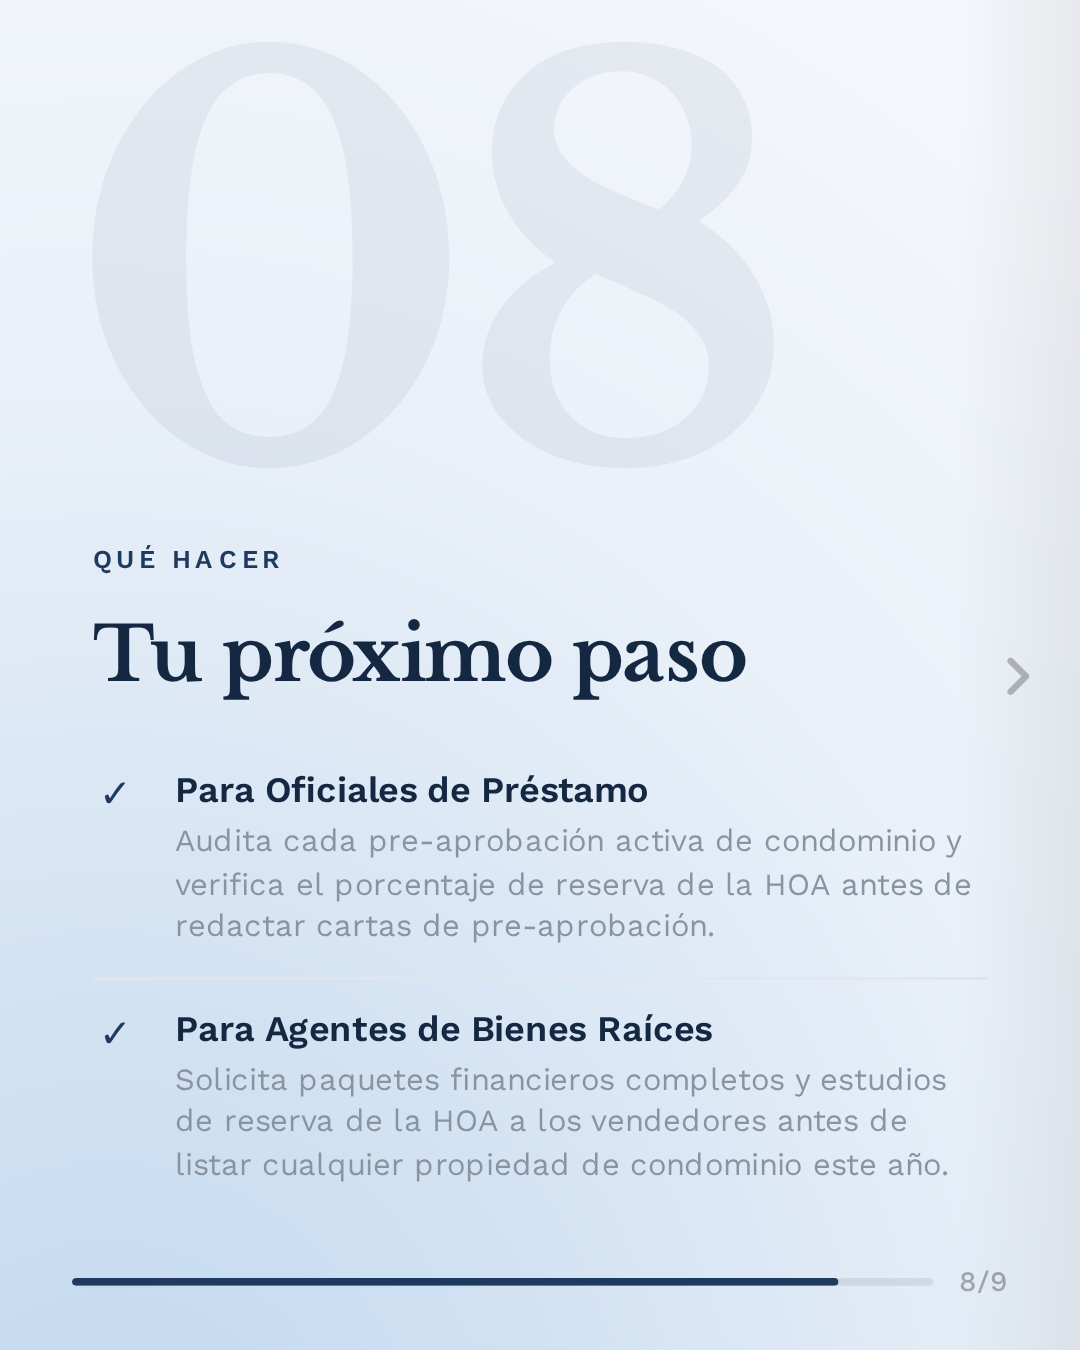 08
QUÉ HACER
Tu próximo paso
✓ Para Oficiales de Préstamo
Audita cada pre-aprobación activa de condominio y
verifica el porcentaje de reserva de la HOA antes de
redactar cartas de pre-aprobación.
✓ Para Agentes de Bienes Raíces
Solicita paquetes financieros completos y estudios
de reserva de la HOA a los vendedores antes de
listar cualquier propiedad de condominio este año.
8/9